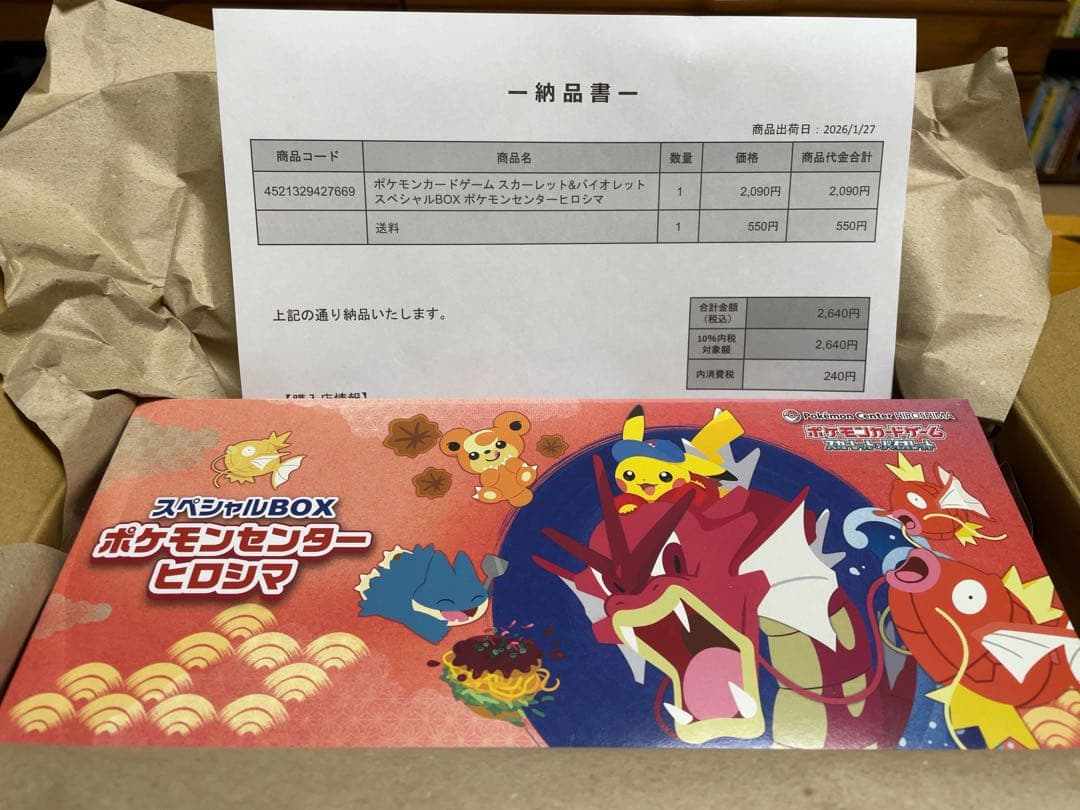 ー納品書ー
商品出荷日：2026/1/27
商品コード 商品名 数量 価格 商品代金合計
4521329427669 ポケモンカードゲーム スカーレット&バイオレット 1 2,090円 2,090円
スペシャルBOX ポケモンセンターヒロシマ
送料 1 550円 550円
上記の通り納品いたします。
合計金額
（税込） 2,640円
10%内税
対象額 2,640円
内消費税 240円
【購入店情報】
Pokémon Center HIROSHIMA
ポケモンカードゲーム
スカーレット&バイオレット
スペシャルBOX
ポケモンセンター
ヒロシマ